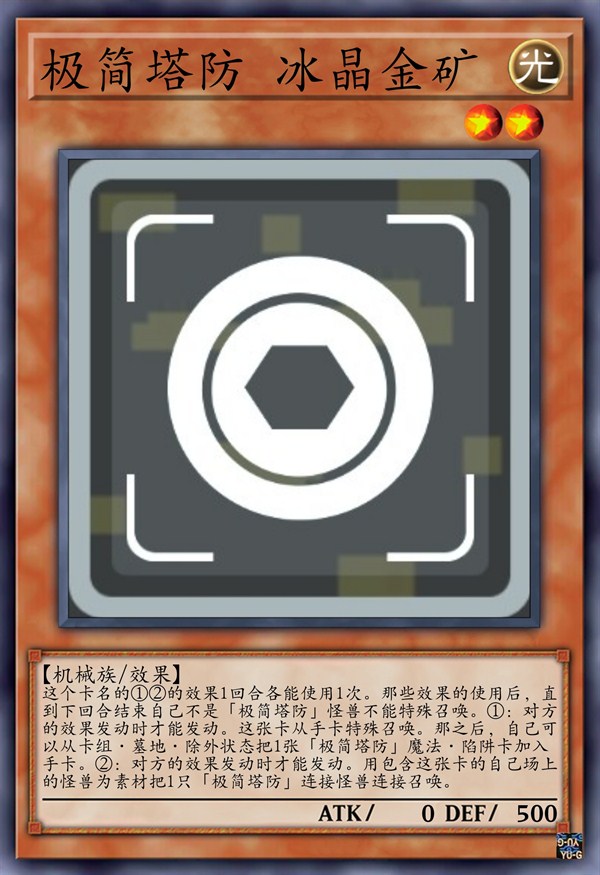 极简塔防 冰晶金矿
光
【机械族/效果】
这个卡名的①②的效果1回合各能使用1次。那些效果的使用后，直
到下回合结束自己不是「极简塔防」怪兽不能特殊召唤。①：对方
的效果发动时才能发动。这张卡从手卡特殊召唤。那之后，自己可
以从卡组·墓地·除外状态把1张「极简塔防」魔法·陷阱卡加入
手卡。②：对方的效果发动时才能发动。用包含这张卡的自己场上
的怪兽为素材把1只「极简塔防」连接怪兽连接召唤。
ATK/ 0 DEF/ 500
YU-G